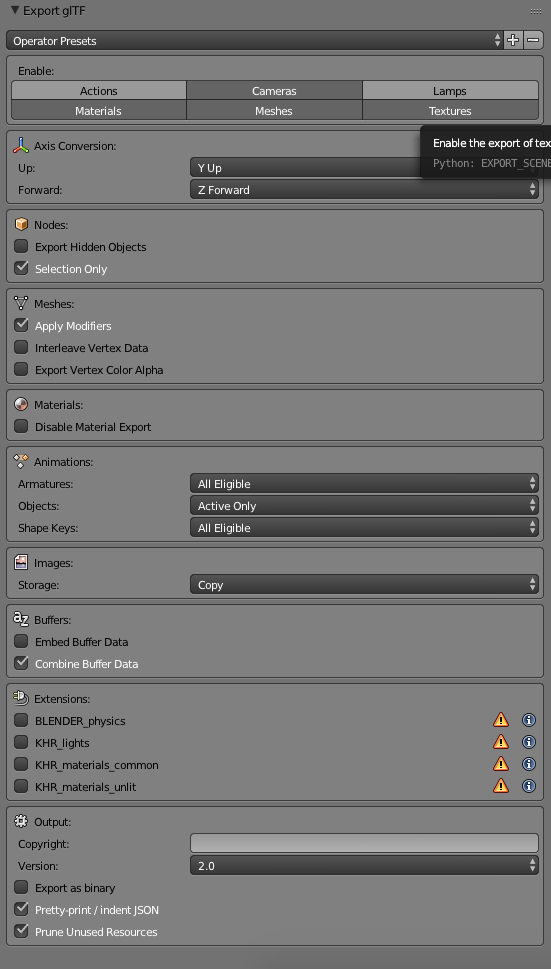 Export glTF
Operator Presets
Enable:
Actions Cameras Lamps
Materials Meshes Textures
Enable the export of tex
Python: EXPORT_SCENE
Axis Conversion:
Up: Y Up
Forward: Z Forward
Nodes:
Export Hidden Objects
Selection Only
Meshes:
Apply Modifiers
Interleave Vertex Data
Export Vertex Color Alpha
Materials:
Disable Material Export
Animations:
Armatures: All Eligible
Objects: Active Only
Shape Keys: All Eligible
Images:
Storage: Copy
Buffers:
Embed Buffer Data
Combine Buffer Data
Extensions:
BLENDER_physics
KHR_lights
KHR_materials_common
KHR_materials_unlit
Output:
Copyright:
Version: 2.0
Export as binary
Pretty-print / indent JSON
Prune Unused Resources